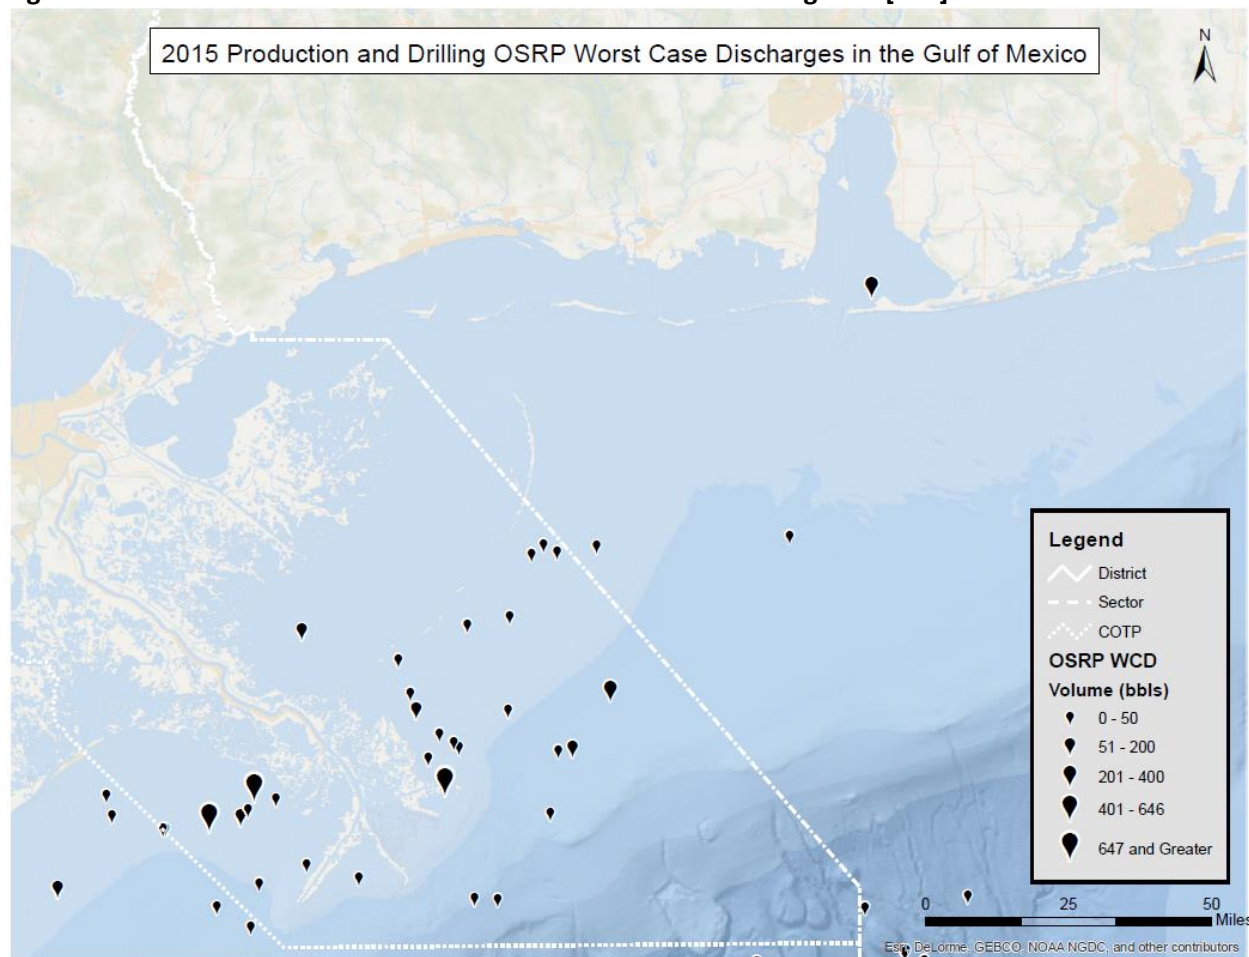 2015 Production and Drilling OSRP Worst Case Discharges in the Gulf of Mexico
N
Legend
District
Sector
COTP
OSRP WCD
Volume (bbls)
0 - 50
51 - 200
201 - 400
401 - 646
647 and Greater
0 25 50
Miles
Esri, DeLorme, GEBCO, NOAA NGDC, and other contributors